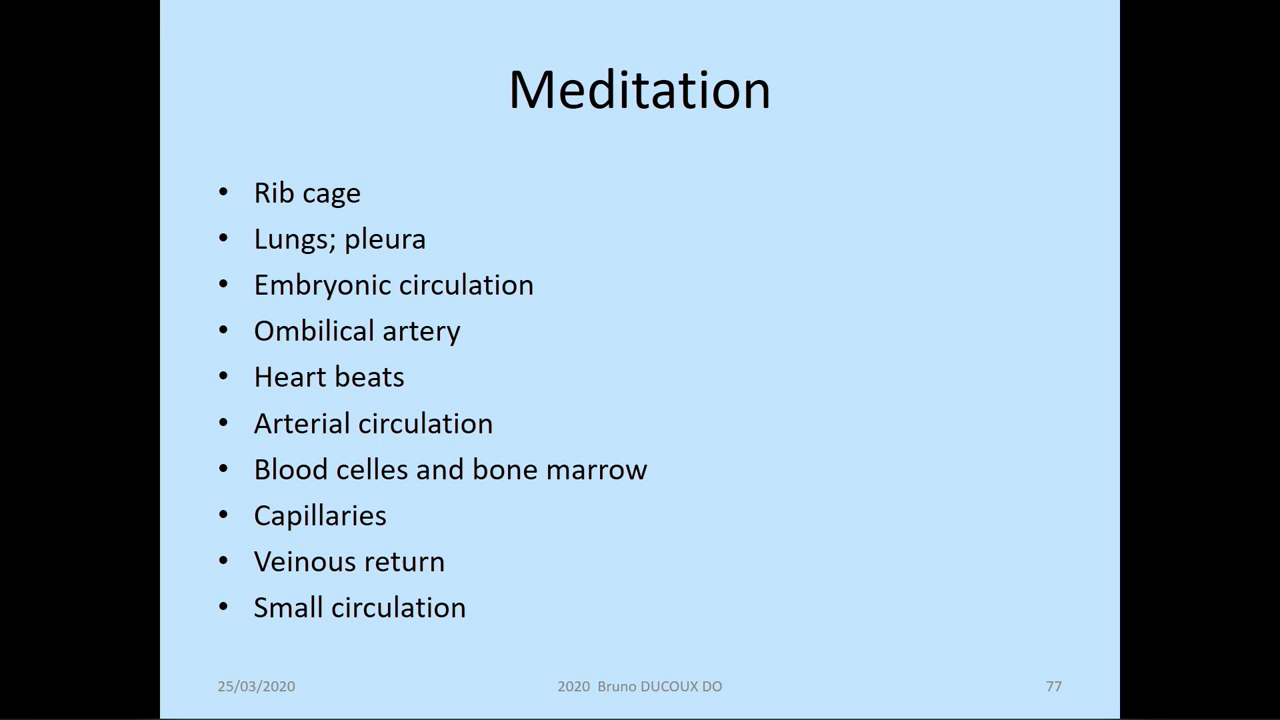 Meditation
• Rib cage
• Lungs; pleura
• Embryonic circulation
• Ombilical artery
• Heart beats
• Arterial circulation
• Blood celles and bone marrow
• Capillaries
• Veinous return
• Small circulation
25/03/2020 2020 Bruno DUCOUX DO 77